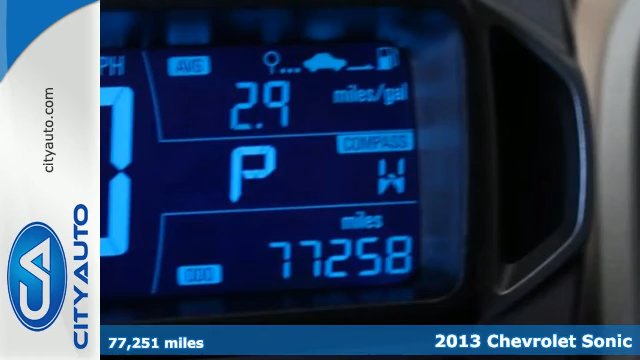 cityauto.com
CITYAUTO
PH
AVG
2.9
miles/gal
COMPASS
P
W
miles
ODO
77258
77,251 miles
2013 Chevrolet Sonic